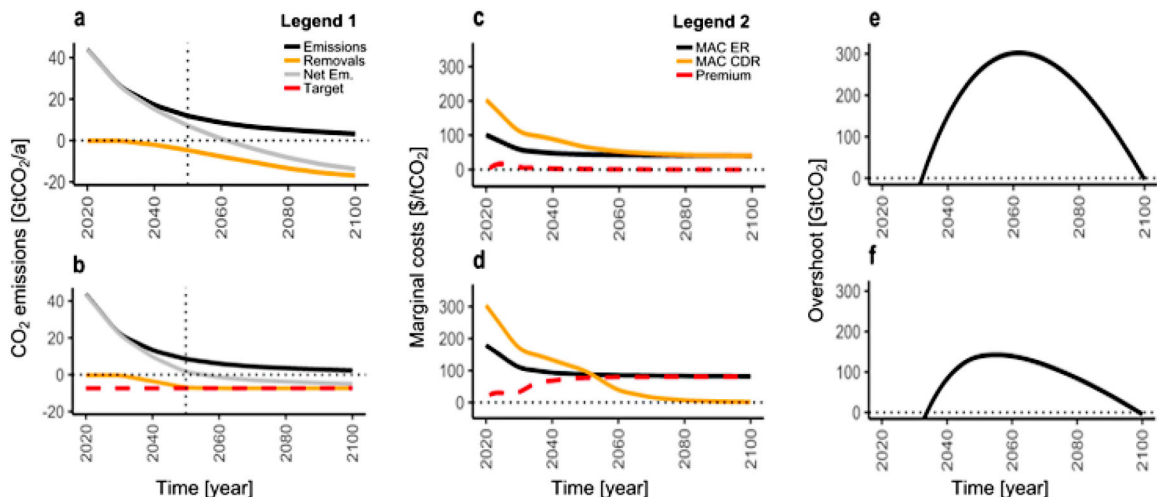 a
Legend 1
Emissions
Removals
Net Em.
Target
40
20
0
-20
2020
2040
2060
2080
2100
b
40
20
0
-20
2020
2040
2060
2080
2100
CO2 emissions [GtCO2/a]
Time [year]
c
Legend 2
MAC ER
MAC CDR
Premium
300
200
100
0
2020
2040
2060
2080
2100
d
300
200
100
0
2020
2040
2060
2080
2100
Marginal costs [$/tCO2]
Time [year]
e
300
200
100
0
2020
2040
2060
2080
2100
f
300
200
100
0
2020
2040
2060
2080
2100
Overshoot [GtCO2]
Time [year]